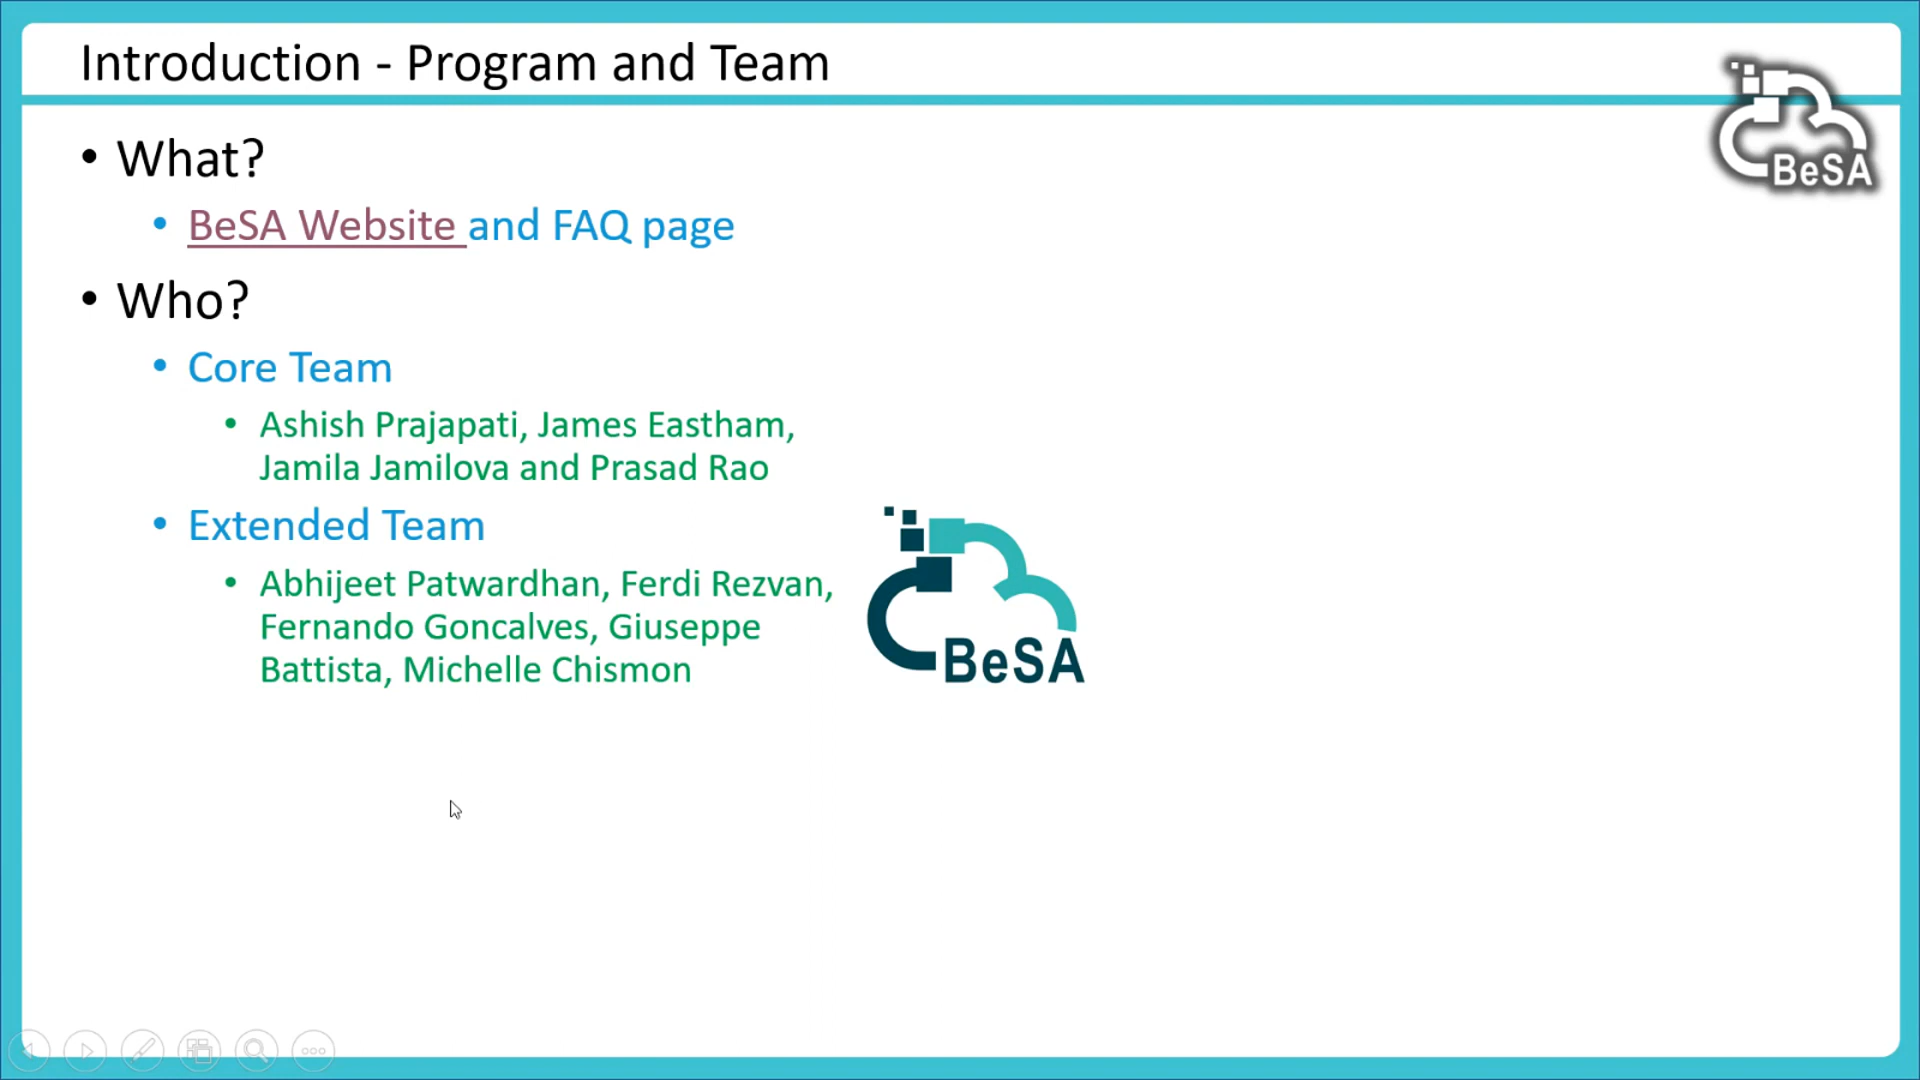 Introduction - Program and Team
BeSA
• What?
• BeSA Website and FAQ page
• Who?
• Core Team
• Ashish Prajapati, James Eastham,
Jamila Jamilova and Prasad Rao
• Extended Team
• Abhijeet Patwardhan, Ferdi Rezvan,
Fernando Goncalves, Giuseppe
Battista, Michelle Chismon
BeSA